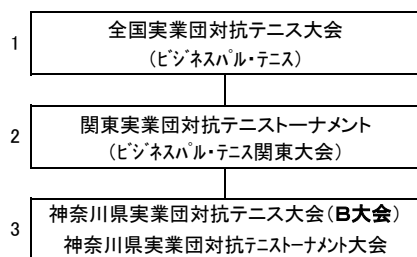 1
全国実業団対抗テニス大会
(ﾋﾞｼﾞﾈｽﾊﾟﾙ・テニス)
2
関東実業団対抗テニストーナメント
(ﾋﾞｼﾞﾈｽﾊﾟﾙ・テニス関東大会)
3
神奈川県実業団対抗テニス大会(B大会)
神奈川県実業団対抗テニストーナメント大会